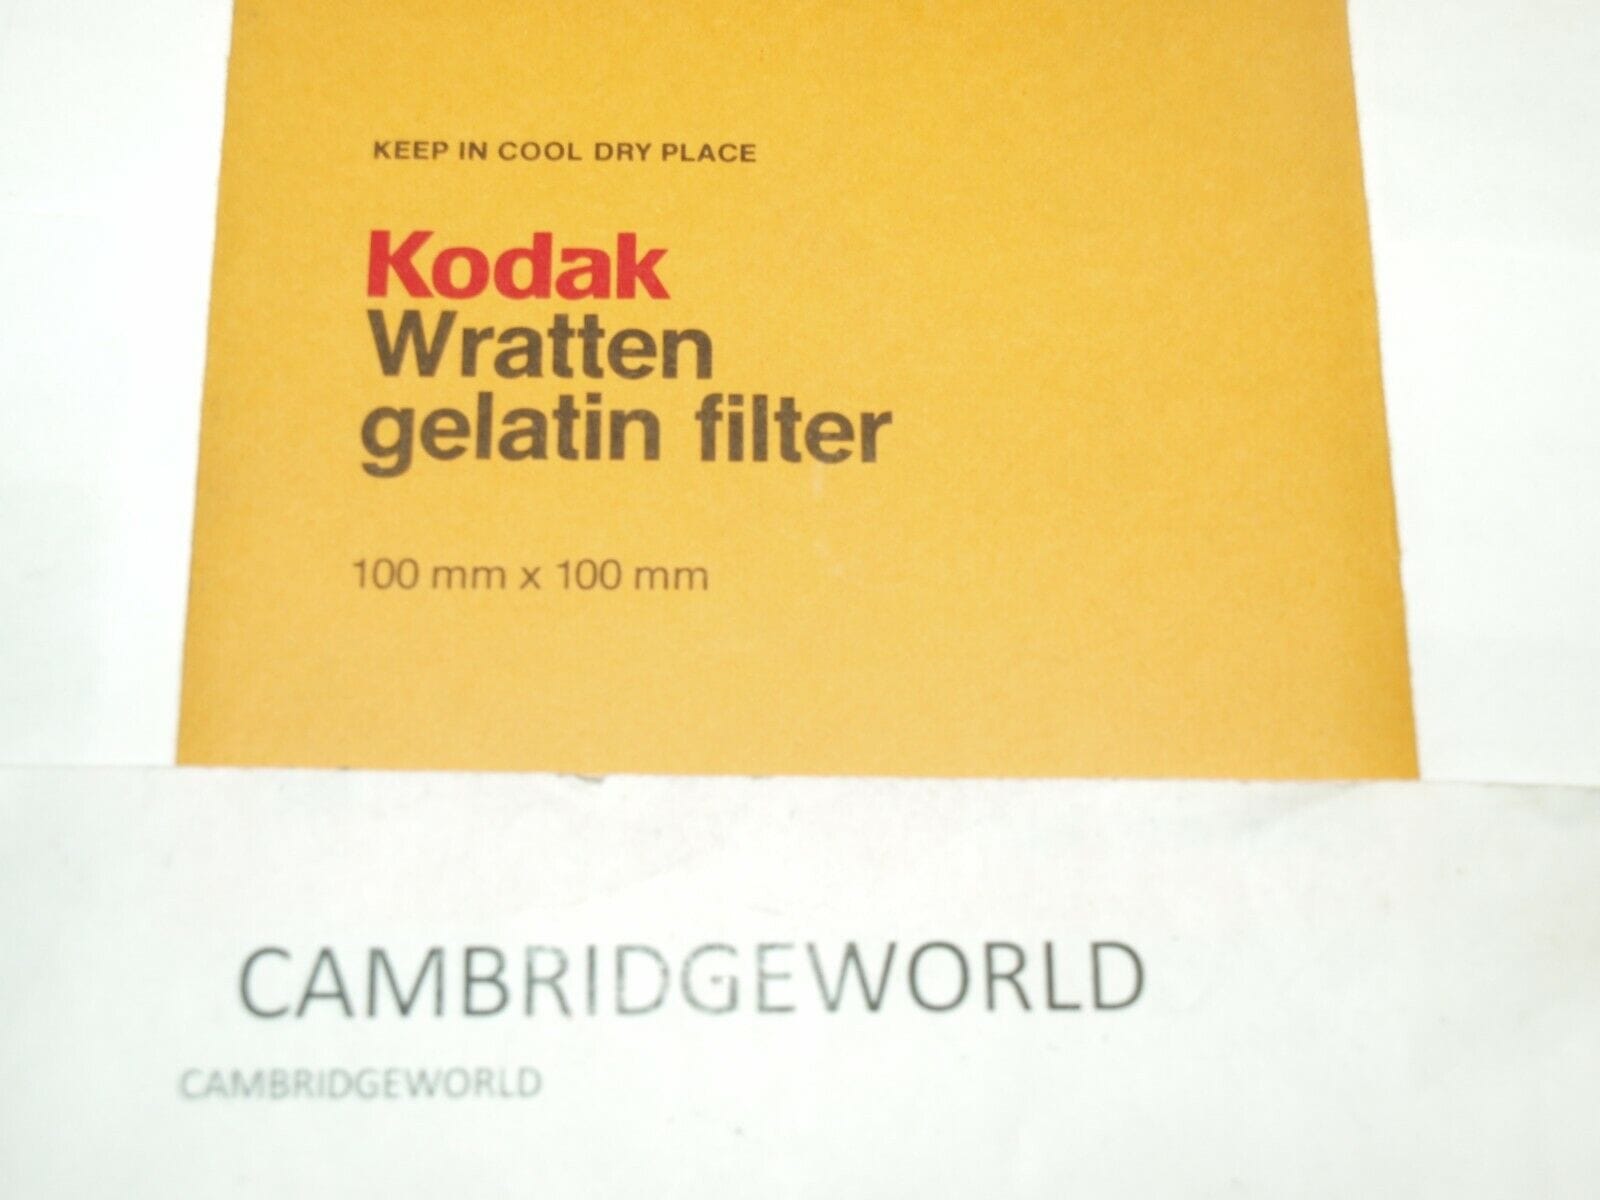 KEEP IN COOL DRY PLACE
Kodak
Wratten
gelatin filter
100 mm x 100 mm
CAMBRIDGEWORLD
CAMBRIDGEWORLD